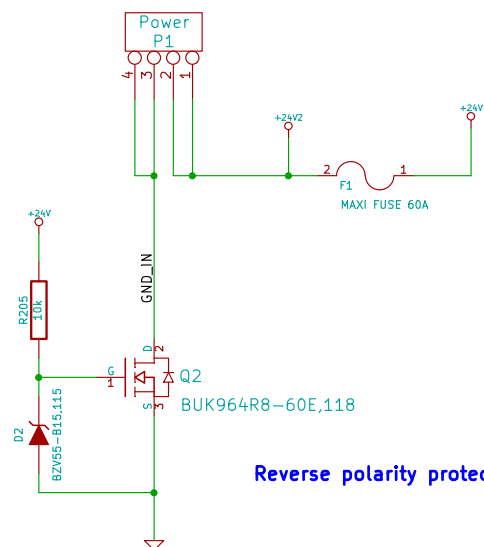 Power
P1
4 3 2 1
+24V2
+24V
2 1
F1
MAXI FUSE 60A
+24V
GND_IN
R205
10k
D 2
G
1
Q2
BUK964R8-60E,118
S 3
D2
BZV55-B15,115
Reverse polarity protec